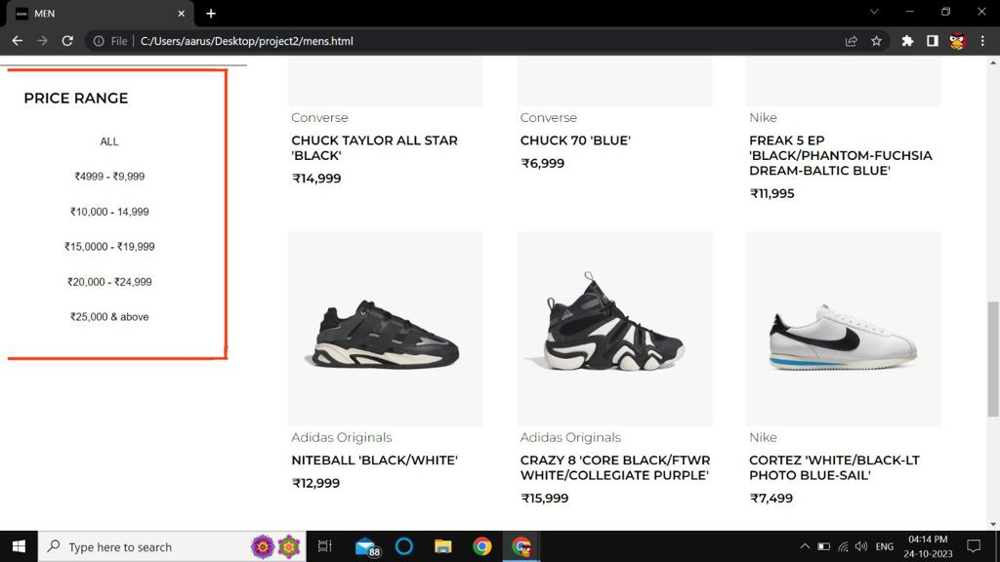 MEN
File
C:/Users/aarus/Desktop/project2/mens.html
PRICE RANGE
ALL
₹4999 - ₹9,999
₹10,000 - 14,999
₹15,0000 - ₹19,999
₹20,000 - ₹24,999
₹25,000 & above
Converse
CHUCK TAYLOR ALL STAR
'BLACK'
₹14,999
Converse
CHUCK 70 'BLUE'
₹6,999
Nike
FREAK 5 EP
'BLACK/PHANTOM-FUCHSIA
DREAM-BALTIC BLUE'
₹11,995
Adidas Originals
NITEBALL 'BLACK/WHITE'
₹12,999
Adidas Originals
CRAZY 8 'CORE BLACK/FTWR
WHITE/COLLEGIATE PURPLE'
₹15,999
Nike
CORTEZ 'WHITE/BLACK-LT
PHOTO BLUE-SAIL'
₹7,499
Type here to search
88
ENG
04:14 PM
24-10-2023